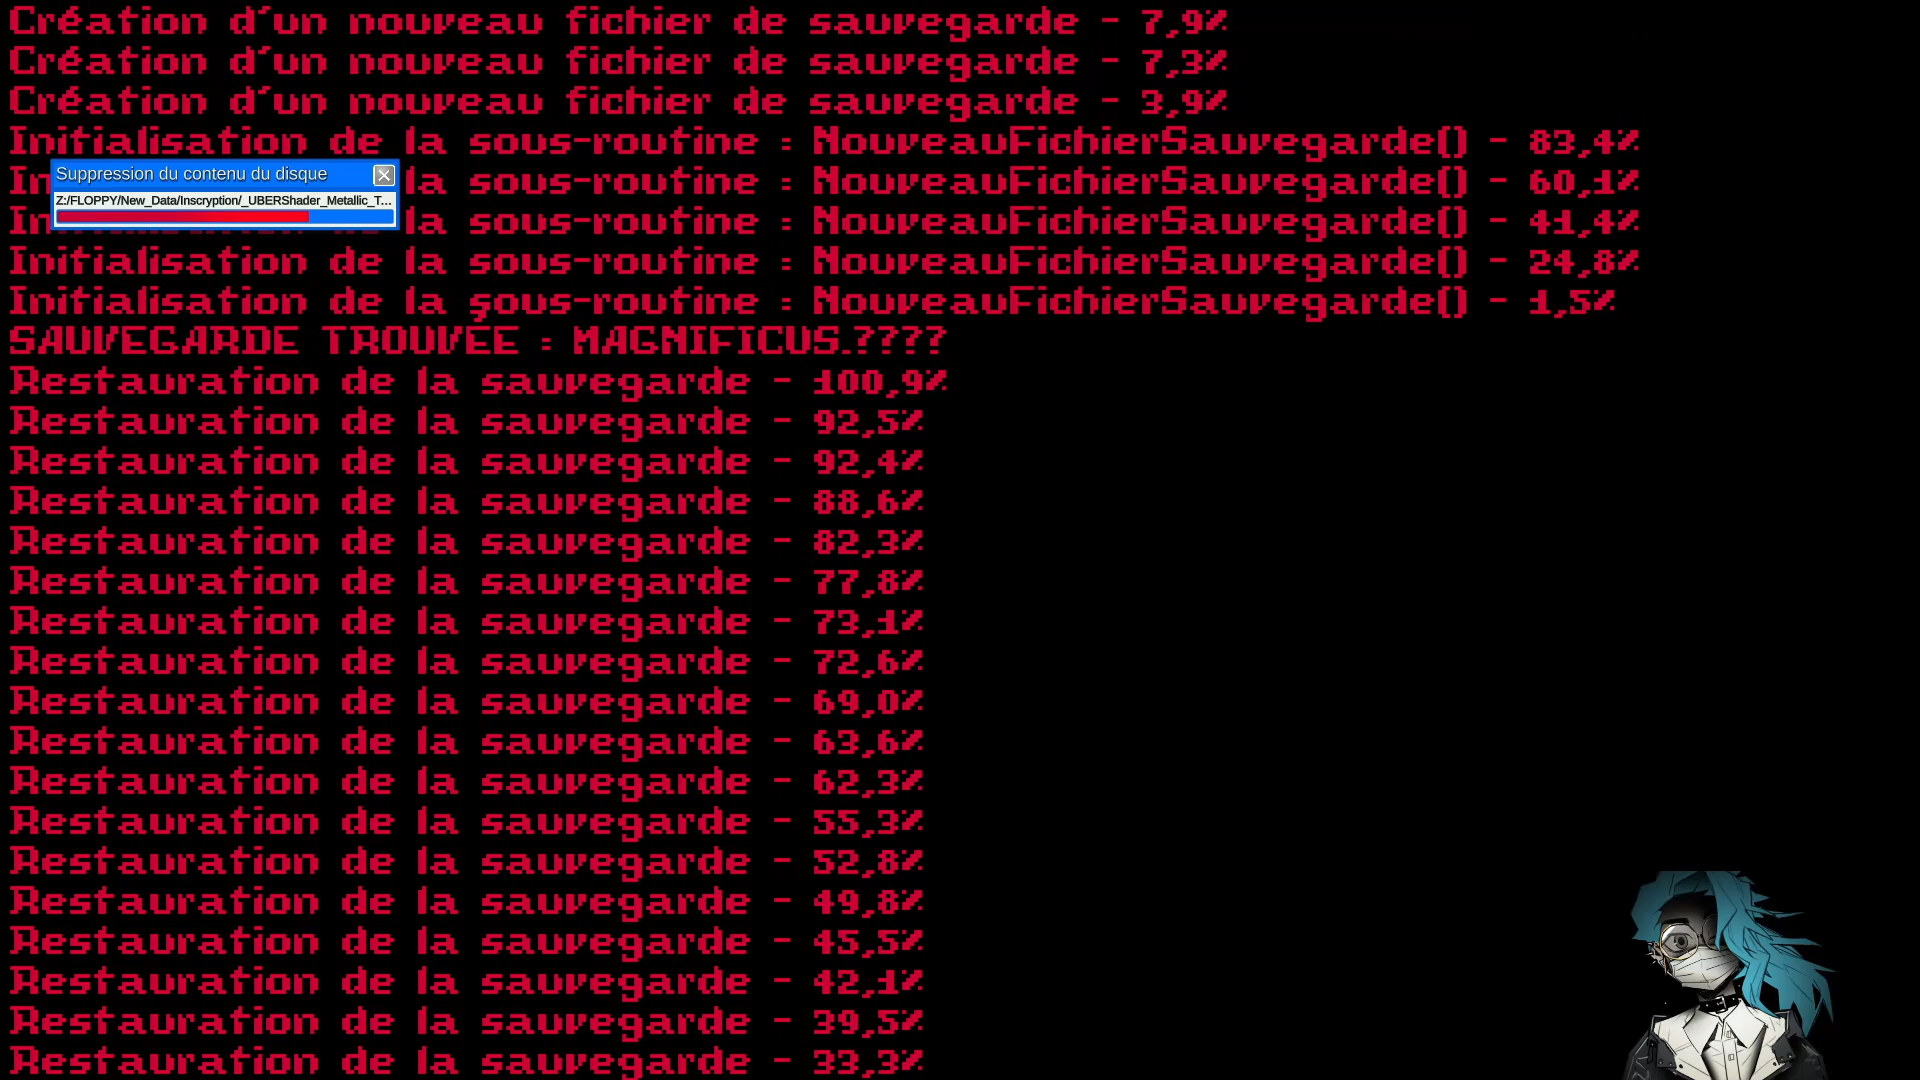 Création d'un nouveau fichier de sauvegarde - 7,9%
Création d'un nouveau fichier de sauvegarde - 7,3%
Création d'un nouveau fichier de sauvegarde - 3,9%
Initialisation de la sous-routine : NouveauFichierSauvegarde() - 83,4%
Suppression du contenu du disque
la sous-routine : NouveauFichierSauvegarde() - 60,1%
Z:/FLOPPY/New_Data/Inscryption/_UBERShader_Metallic_T...
la sous-routine : NouveauFichierSauvegarde() - 41,4%
Initialisation de la sous-routine : NouveauFichierSauvegarde() - 24,8%
Initialisation de la sous-routine : NouveauFichierSauvegarde() - 1,5%
SAUVEGARDE TROUVÉE : MAGNIFICUS.????
Restauration de la sauvegarde - 100,9%
Restauration de la sauvegarde - 92,5%
Restauration de la sauvegarde - 92,4%
Restauration de la sauvegarde - 88,6%
Restauration de la sauvegarde - 82,3%
Restauration de la sauvegarde - 77,8%
Restauration de la sauvegarde - 73,1%
Restauration de la sauvegarde - 72,6%
Restauration de la sauvegarde - 69,0%
Restauration de la sauvegarde - 63,6%
Restauration de la sauvegarde - 62,3%
Restauration de la sauvegarde - 55,3%
Restauration de la sauvegarde - 52,8%
Restauration de la sauvegarde - 49,8%
Restauration de la sauvegarde - 45,5%
Restauration de la sauvegarde - 42,1%
Restauration de la sauvegarde - 39,5%
Restauration de la sauvegarde - 33,3%